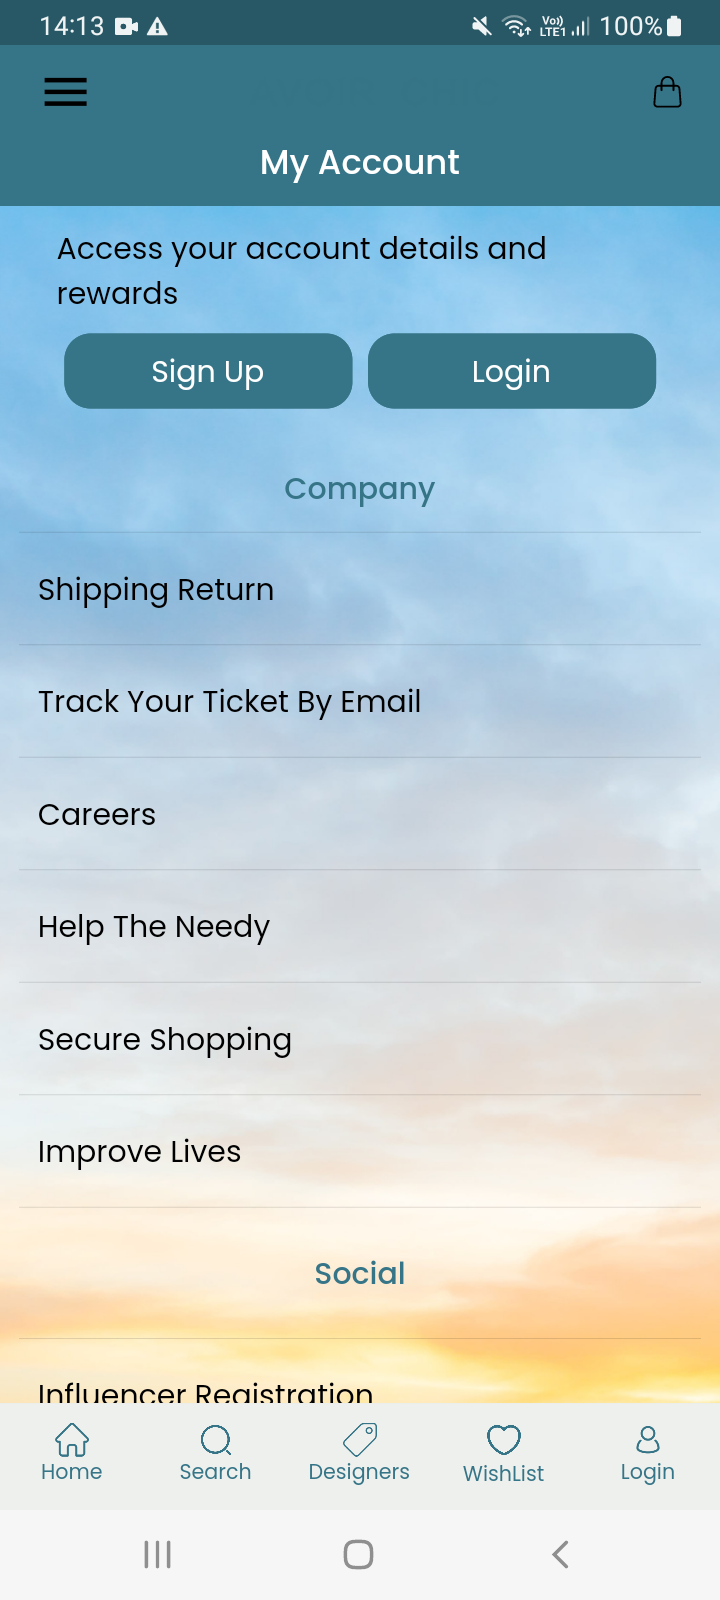 14:13
Vo)) LTE1 100%
My Account
Access your account details and
rewards
Sign Up Login
Company
Shipping Return
Track Your Ticket By Email
Careers
Help The Needy
Secure Shopping
Improve Lives
Social
Influencer Registration
Home Search Designers WishList Login